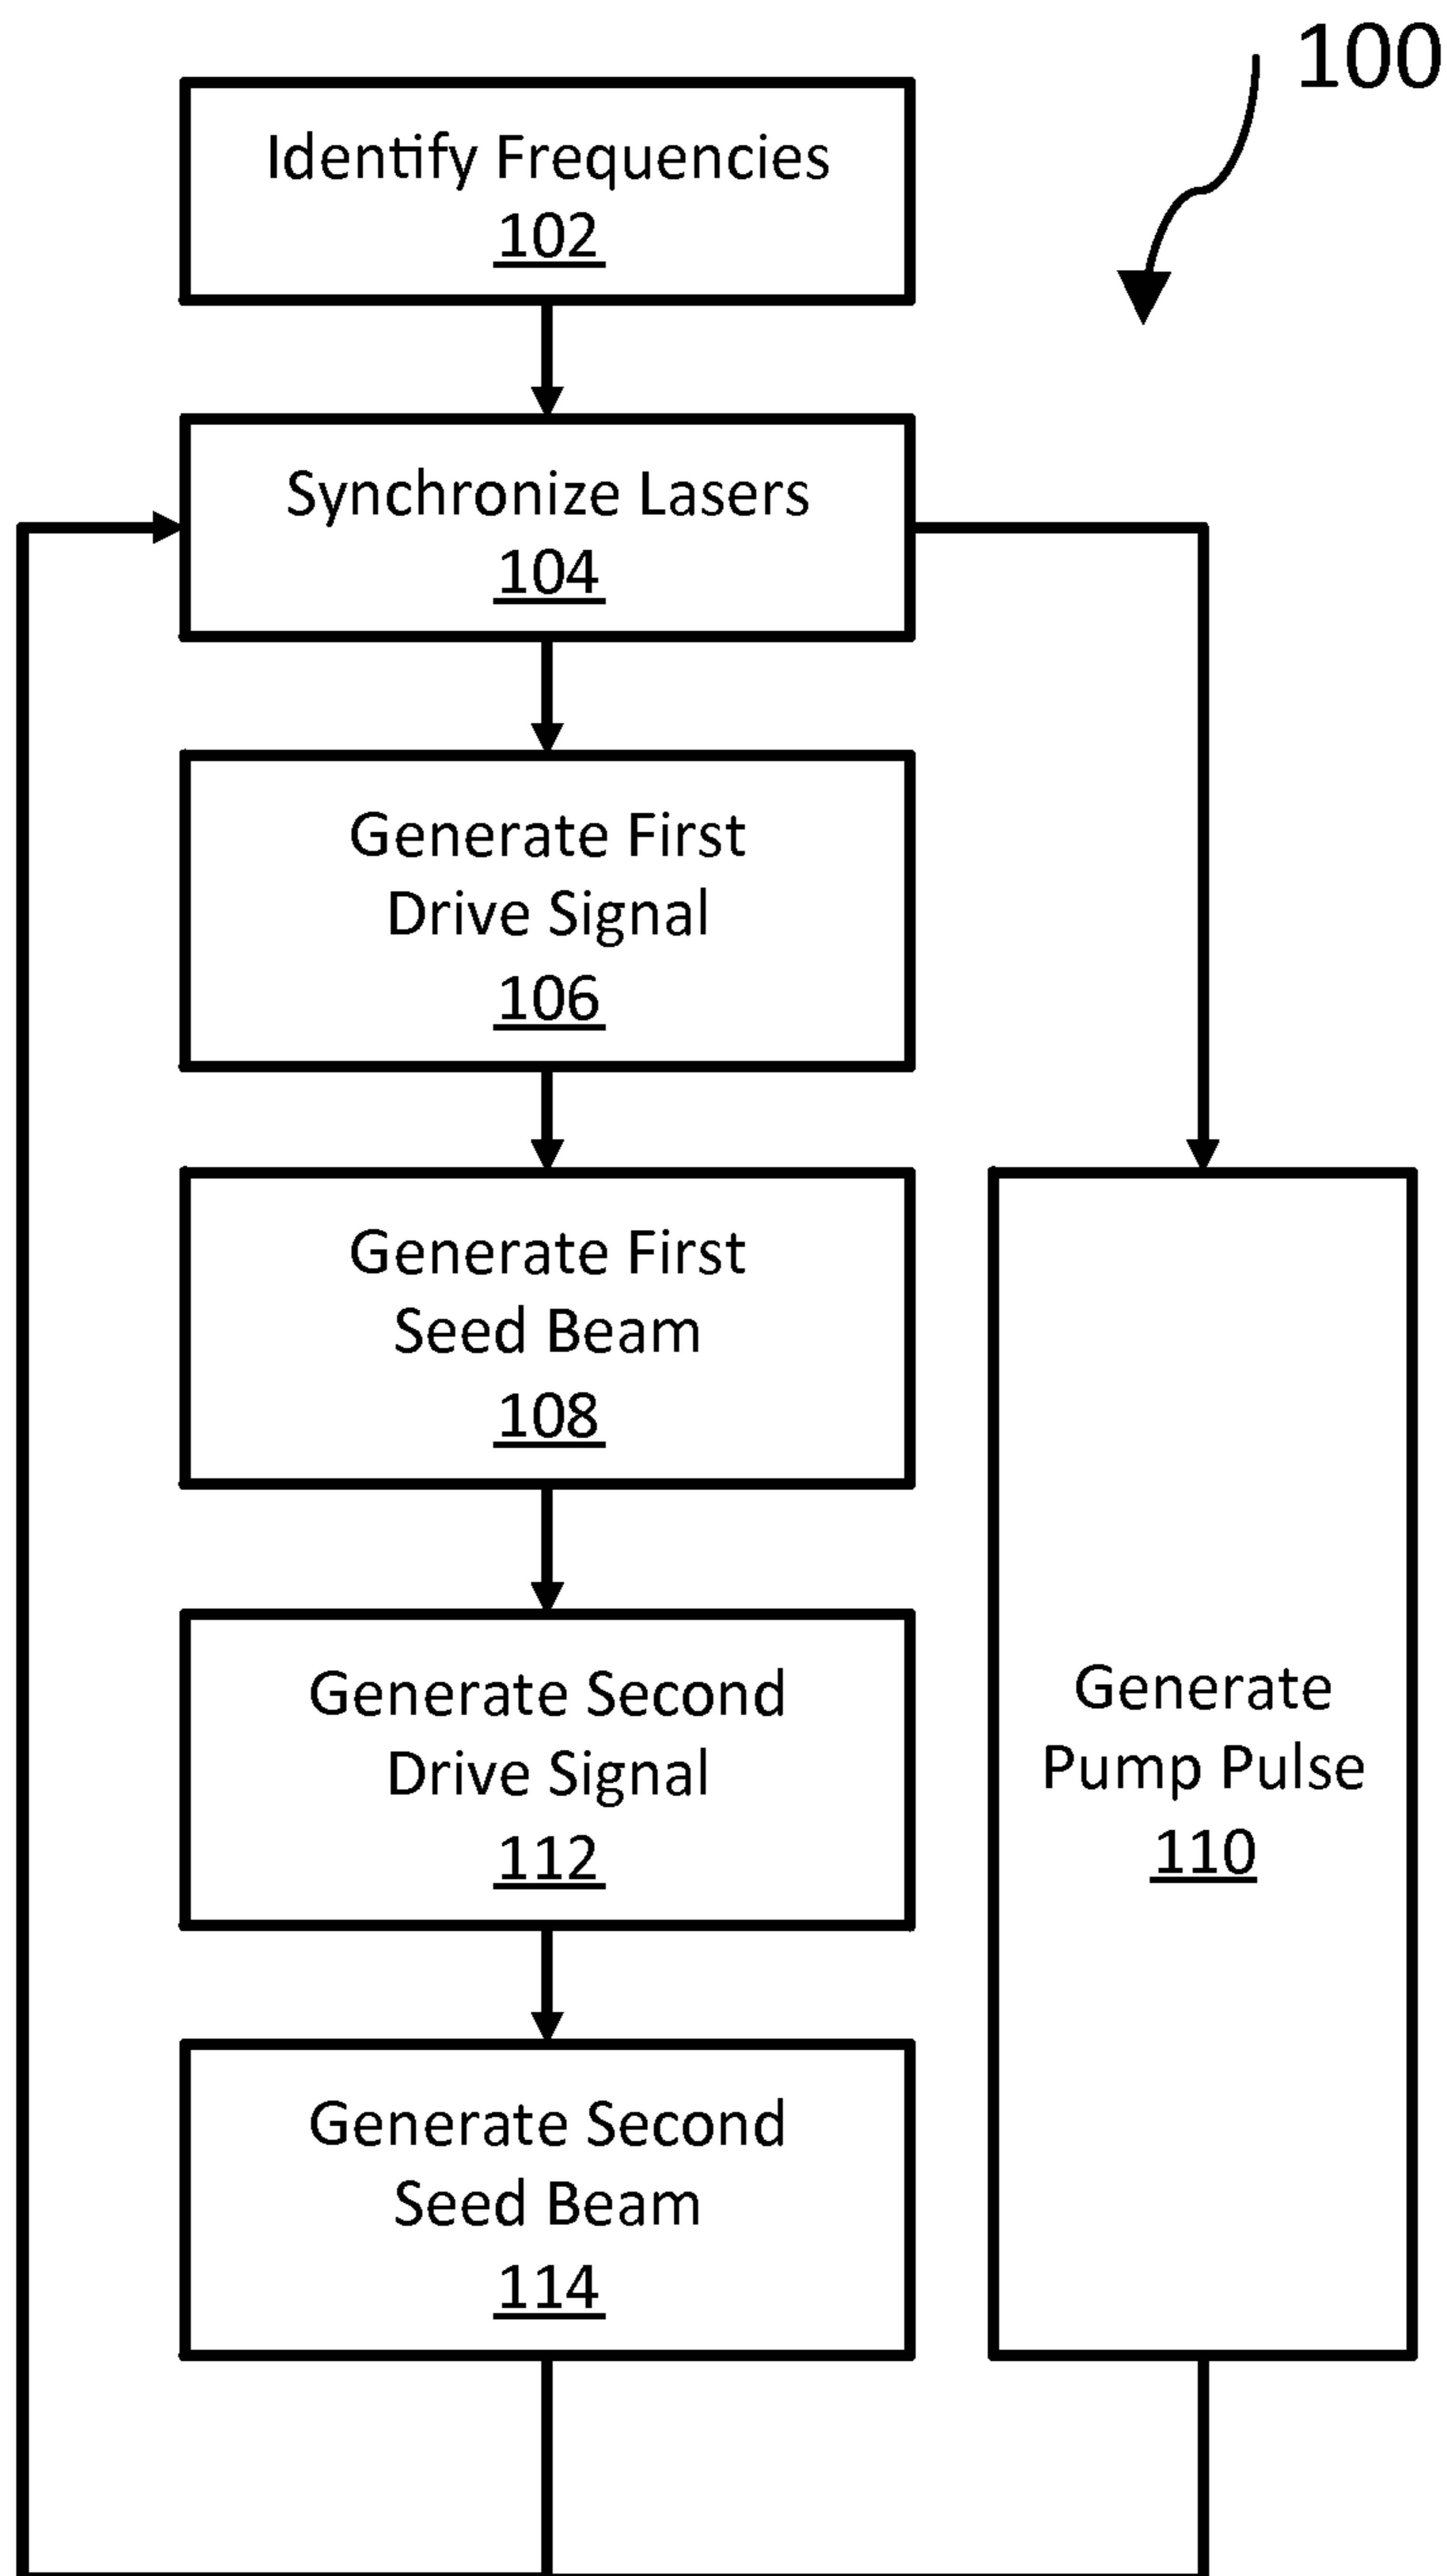 100
Identify Frequencies
102
Synchronize Lasers
104
Generate First
Drive Signal
106
Generate First
Seed Beam
108
Generate Second
Drive Signal
112
Generate
Pump Pulse
110
Generate Second
Seed Beam
114